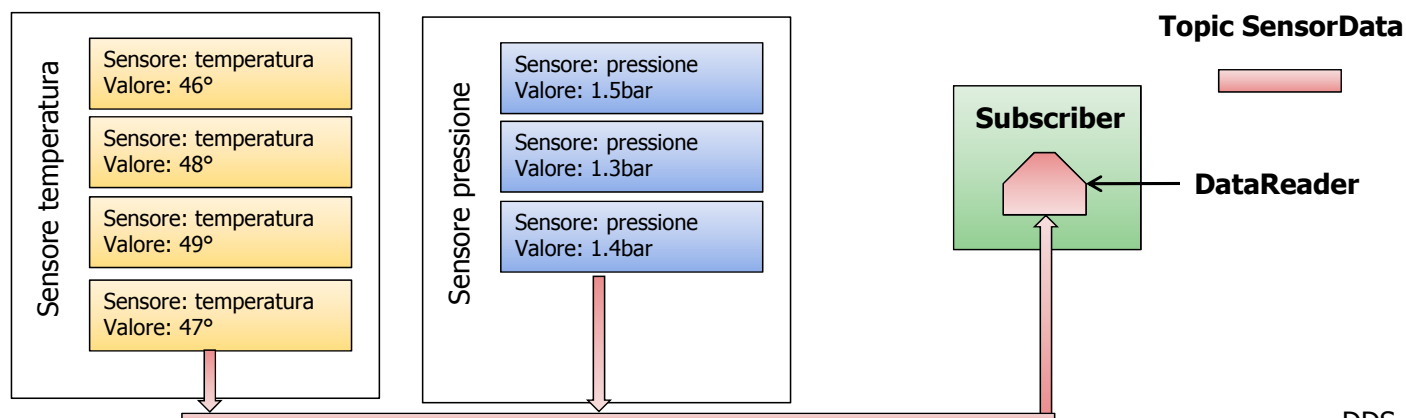 Sensore temperatura
Sensore: temperatura
Valore: 46°
Sensore: temperatura
Valore: 48°
Sensore: temperatura
Valore: 49°
Sensore: temperatura
Valore: 47°
Sensore pressione
Sensore: pressione
Valore: 1.5bar
Sensore: pressione
Valore: 1.3bar
Sensore: pressione
Valore: 1.4bar
Topic SensorData
Subscriber
DataReader
DDS